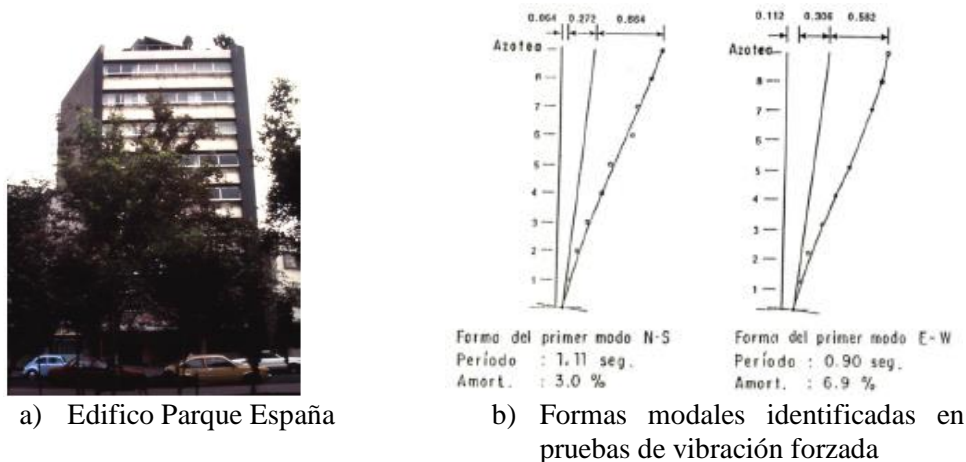 0.064 0.272 0.664
Azotea
8
7
6
5
4
3
2
1
Forma del primer modo N-S
Período : 1.11 seg.
Amort. : 3.0 %
0.112 0.306 0.582
Azotea
8
7
6
5
4
3
2
1
Forma del primer modo E-W
Período : 0.90 seg.
Amort. : 6.9 %
a) Edifico Parque España
b) Formas modales identificadas en
pruebas de vibración forzada